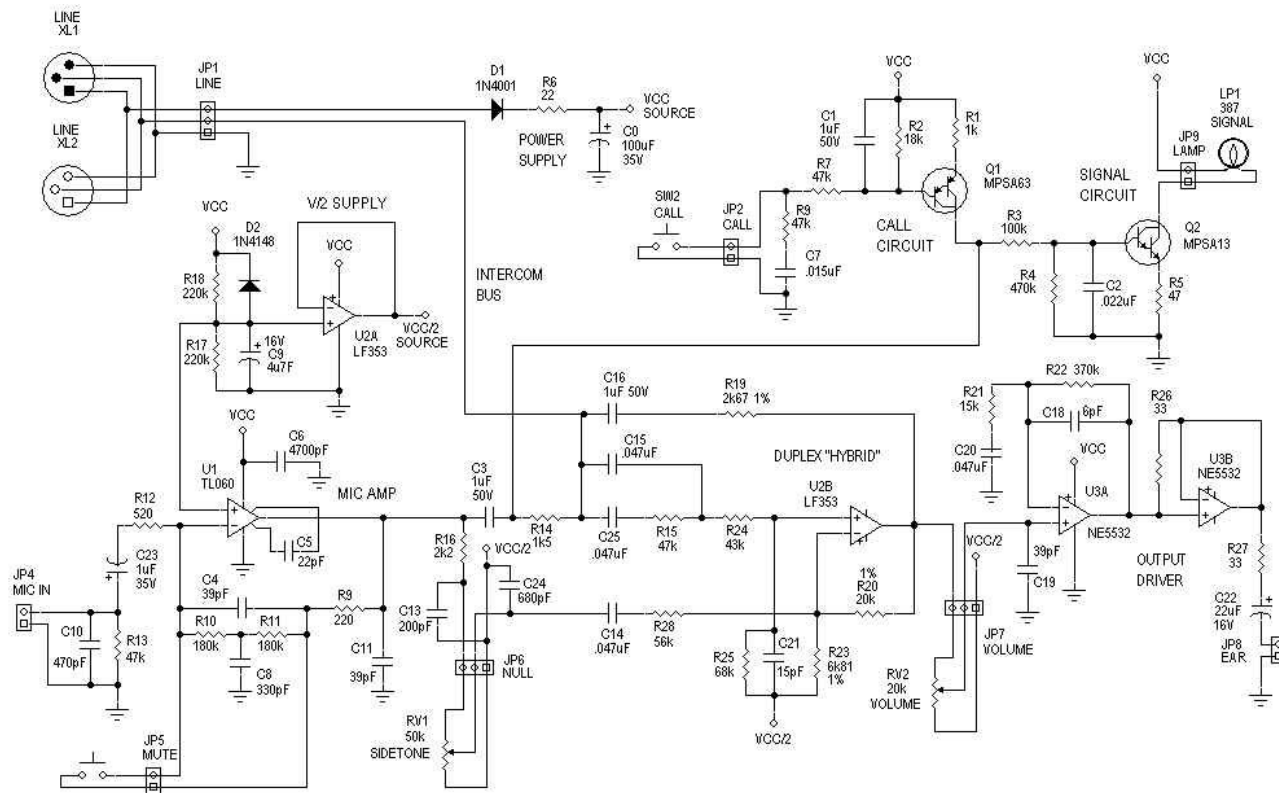 LINE
XL1
JP1
LINE
D1
1N4001
R6
22
VCC
SOURCE
POWER
SUPPLY
C0
100uF
35V
LINE
XL2
VCC
V/2 SUPPLY
D2
1N4148
VCC
R18
220k
R17
220k
16V
C9
4u7F
U2A
LF353
VCC/2
SOURCE
INTERCOM
BUS
VCC
C1
1uF
50V
R2
18k
R1
1k
R7
47k
Q1
MPSA63
SW2
CALL
JP2
CALL
R9
47k
C7
.015uF
CALL
CIRCUIT
VCC
LP1
387
SIGNAL
JP9
LAMP
SIGNAL
CIRCUIT
R3
100k
Q2
MPSA13
R4
470k
C2
.022uF
R5
47
VCC
C6
4700pF
U1
TL060
MIC AMP
R12
520
C23
1uF
35V
C5
22pF
JP4
MIC IN
C10
470pF
R13
47k
C4
39pF
R10
180k
R11
180k
C8
330pF
R9
220
C11
39pF
JP5
MUTE
C3
1uF
50V
R16
2k2
VCC/2
C24
680pF
C13
200pF
JP6
NULL
RV1
50k
SIDETONE
C16
1uF 50V
R19
2k67 1%
C15
.047uF
DUPLEX "HYBRID"
R14
1k5
C25
.047uF
R15
47k
R24
43k
U2B
LF353
C14
.047uF
R28
56k
1%
R20
20k
R25
68k
C21
15pF
R23
6k81
1%
VCC/2
RV2
20k
VOLUME
JP7
VOLUME
VCC/2
R22 370k
R21
15k
C18
6pF
C20
.047uF
VCC
U3A
NE5532
39pF
C19
R26
33
U3B
NE5532
OUTPUT
DRIVER
R27
33
C22
22uF
16V
JP8
EAR